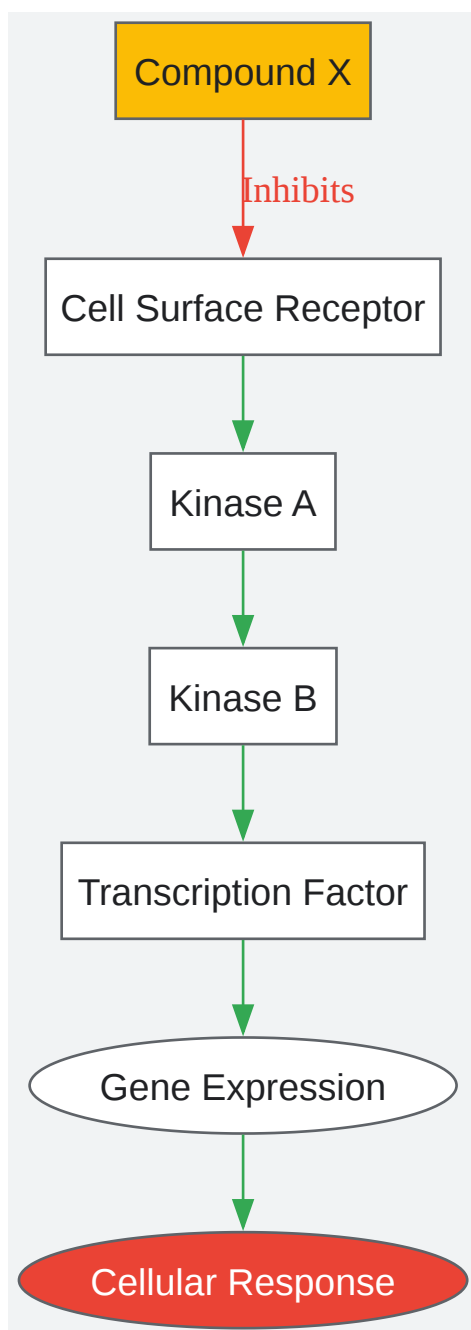 Compound X
Inhibits
Cell Surface Receptor
Kinase A
Kinase B
Transcription Factor
Gene Expression
Cellular Response